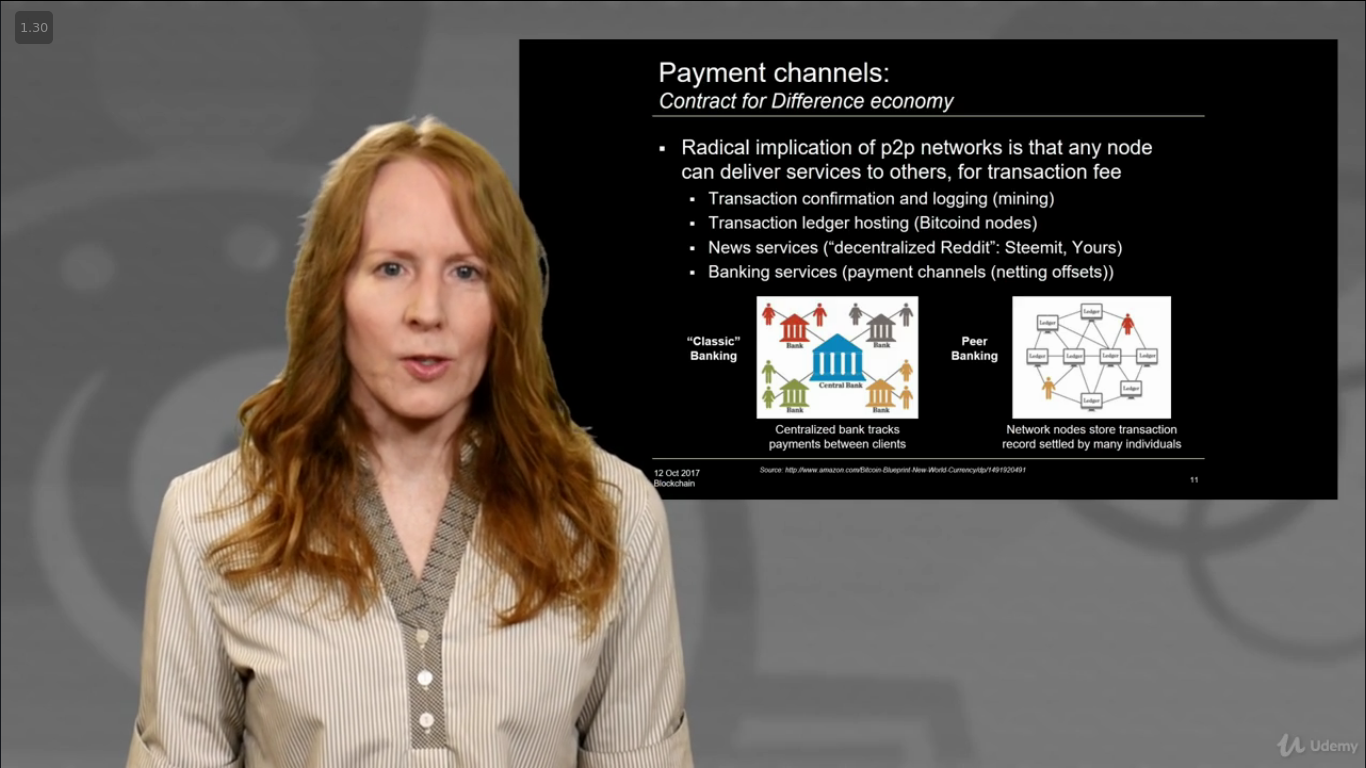 1.30
Payment channels:
Contract for Difference economy
▪ Radical implication of p2p networks is that any node
can deliver services to others, for transaction fee
▪ Transaction confirmation and logging (mining)
▪ Transaction ledger hosting (Bitcoind nodes)
▪ News services (“decentralized Reddit”: Steemit, Yours)
▪ Banking services (payment channels (netting offsets))
“Classic”
Banking
Bank
Bank
Central Bank
Bank
Bank
Centralized bank tracks
payments between clients
Peer
Banking
Ledger
Ledger
Ledger
Ledger
Ledger
Ledger
Ledger
Ledger
Network nodes store transaction
record settled by many individuals
12 Oct 2017
Blockchain
Source: http://www.amazon.com/Bitcoin-Blueprint-New-World-Currency/dp/1491920491
11
Udemy